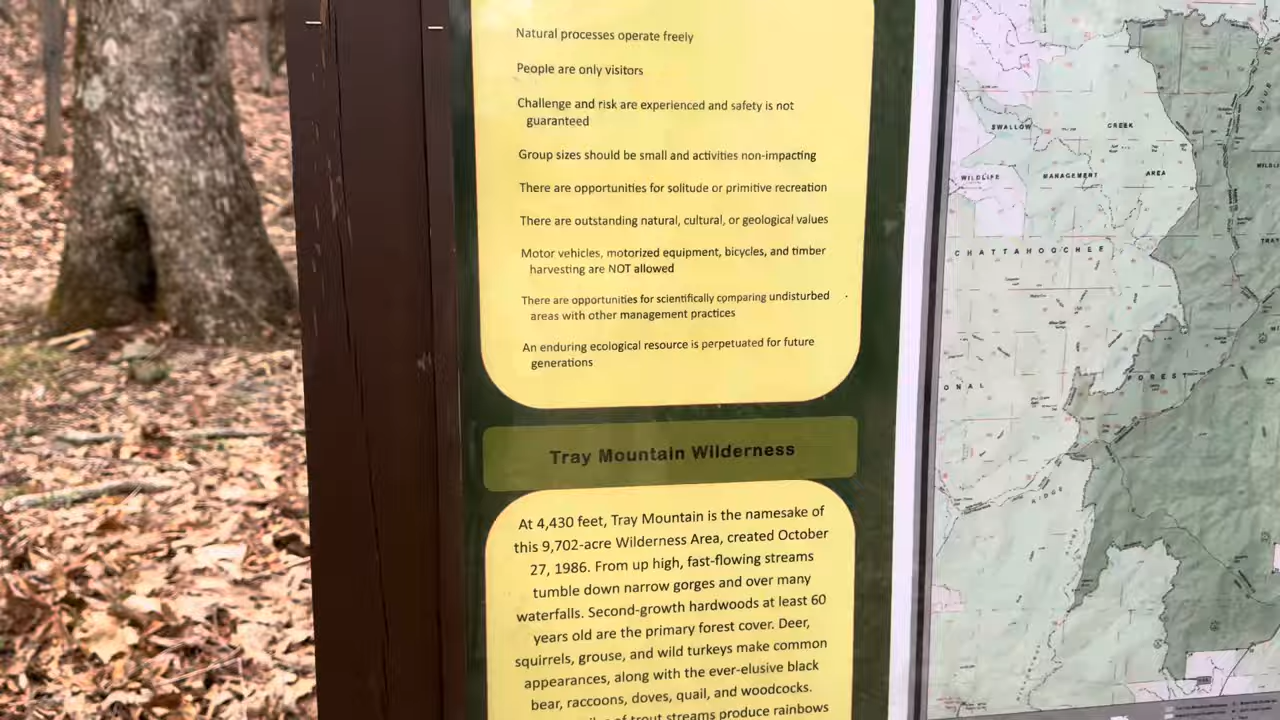 Natural processes operate freely
People are only visitors
Challenge and risk are experienced and safety is not
guaranteed
Group sizes should be small and activities non-impacting
There are opportunities for solitude or primitive recreation
There are outstanding natural, cultural, or geological values
Motor vehicles, motorized equipment, bicycles, and timber
harvesting are NOT allowed
There are opportunities for scientifically comparing undisturbed
areas with other management practices
An enduring ecological resource is perpetuated for future
generations
Tray Mountain Wilderness
At 4,430 feet, Tray Mountain is the namesake of
this 9,702-acre Wilderness Area, created October
27, 1986. From up high, fast-flowing streams
tumble down narrow gorges and over many
waterfalls. Second-growth hardwoods at least 60
years old are the primary forest cover. Deer,
squirrels, grouse, and wild turkeys make common
appearances, along with the ever-elusive black
bear, raccoons, doves, quail, and woodcocks.
of trout streams produce rainbows
SWALLOW CREEK
WILDLIFE MANAGEMENT AREA
CHATTAHOOCHEE
FOREST
RIDGE
BLUE